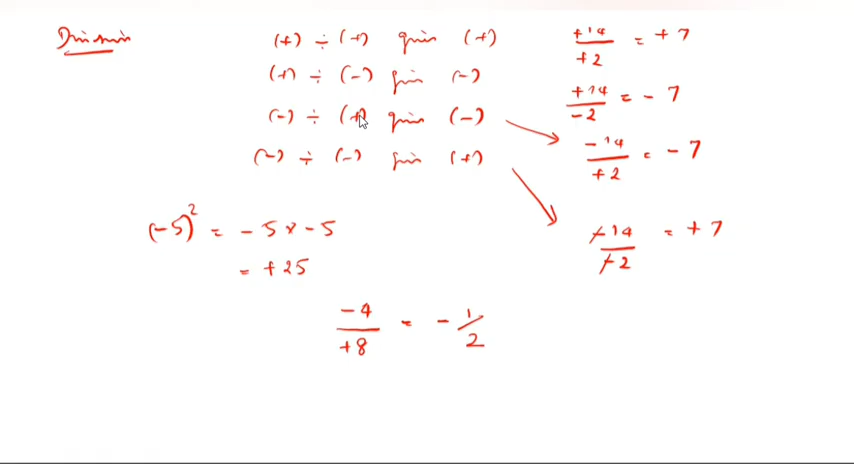 Division
(+) ÷ (+) gives (+)
+14/+2 = +7
(+) ÷ (-) gives (-)
+14/-2 = - 7
(-) ÷ (+) gives (-)
-14/+2 = - 7
(-) ÷ (-) gives (+)
-14/-2 = +7
(-5)² = - 5 x - 5
= +25
-4/+8 = - 1/2